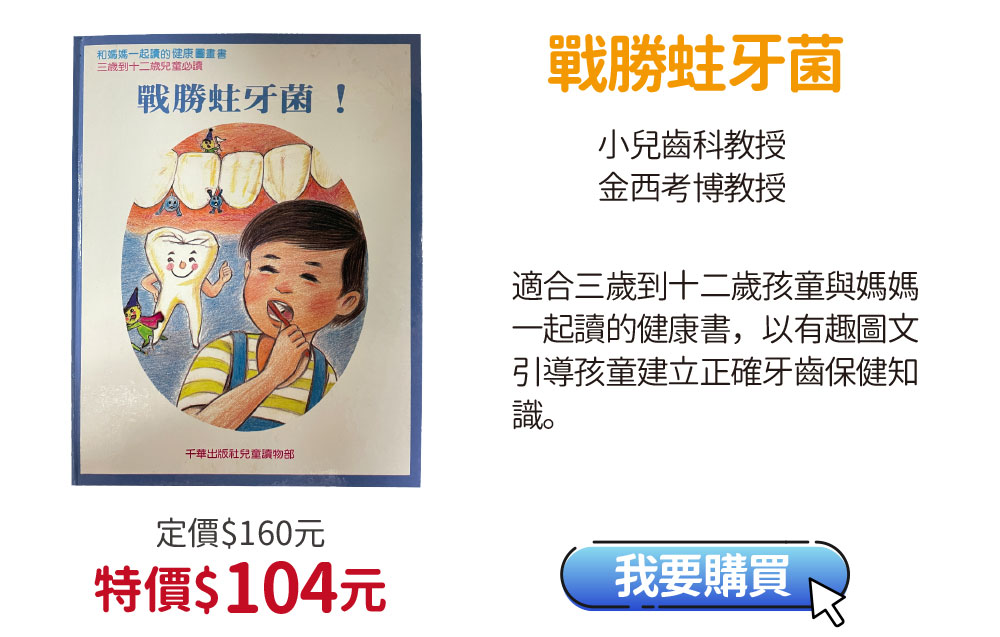 和媽媽一起讀的健康圖畫書
三歲到十二歲兒童必讀
戰勝蛀牙菌！
千華出版社兒童讀物部
定價$160元
特價$104元
戰勝蛀牙菌
小兒齒科教授
金西考博教授
適合三歲到十二歲孩童與媽媽
一起讀的健康書，以有趣圖文
引導孩童建立正確牙齒保健知
識。
我要購買